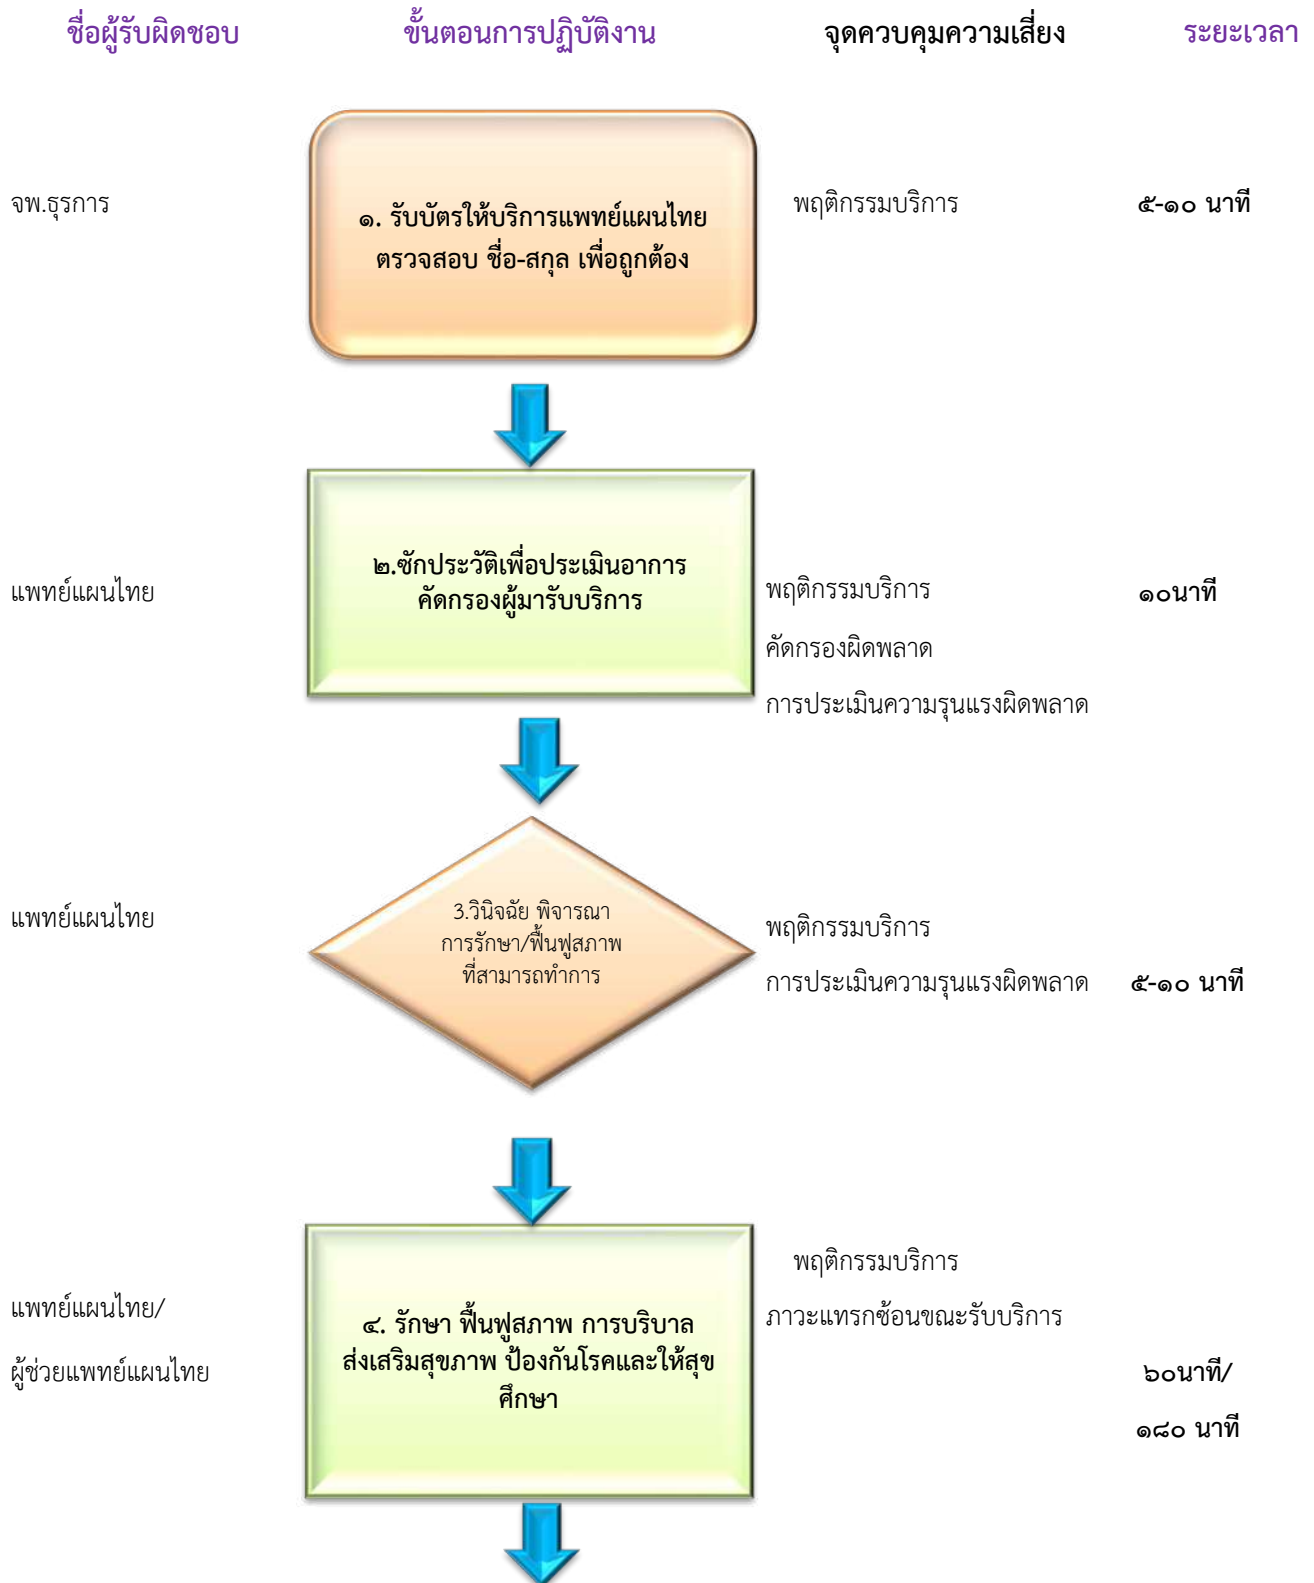 ชื่อผู้รับผิดชอบ ขั้นตอนการปฏิบัติงาน จุดควบคุมความเสี่ยง ระยะเวลา
จพ.ธุรการ
๑. รับบัตรให้บริการแพทย์แผนไทย
ตรวจสอบ ชื่อ-สกุล เพื่อถูกต้อง
พฤติกรรมบริการ
๕-๑๐ นาที
แพทย์แผนไทย
๒.ซักประวัติเพื่อประเมินอาการ
คัดกรองผู้มารับบริการ
พฤติกรรมบริการ
คัดกรองผิดพลาด
การประเมินความรุนแรงผิดพลาด
๑๐นาที
แพทย์แผนไทย
3.วินิจฉัย พิจารณา
การรักษา/ฟื้นฟูสภาพ
ที่สามารถทำการ
พฤติกรรมบริการ
การประเมินความรุนแรงผิดพลาด
๕-๑๐ นาที
แพทย์แผนไทย/
ผู้ช่วยแพทย์แผนไทย
๔. รักษา ฟื้นฟูสภาพ การบริบาล
ส่งเสริมสุขภาพ ป้องกันโรคและให้สุข
ศึกษา
พฤติกรรมบริการ
ภาวะแทรกซ้อนขณะรับบริการ
๖๐นาที/
๑๘๐ นาที